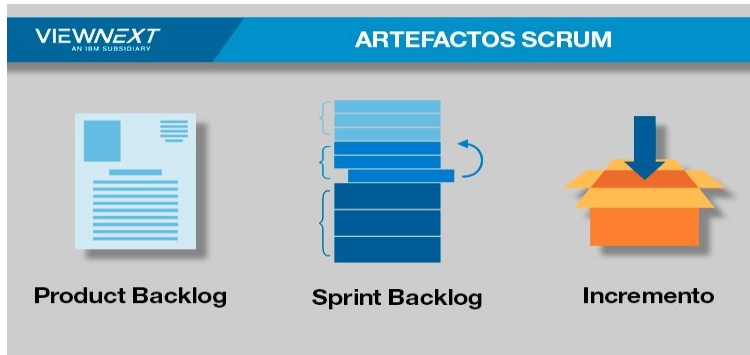 VIEWNEXT
AN IBM SUBSIDIARY
ARTEFACTOS SCRUM
Product Backlog
Sprint Backlog
Incremento